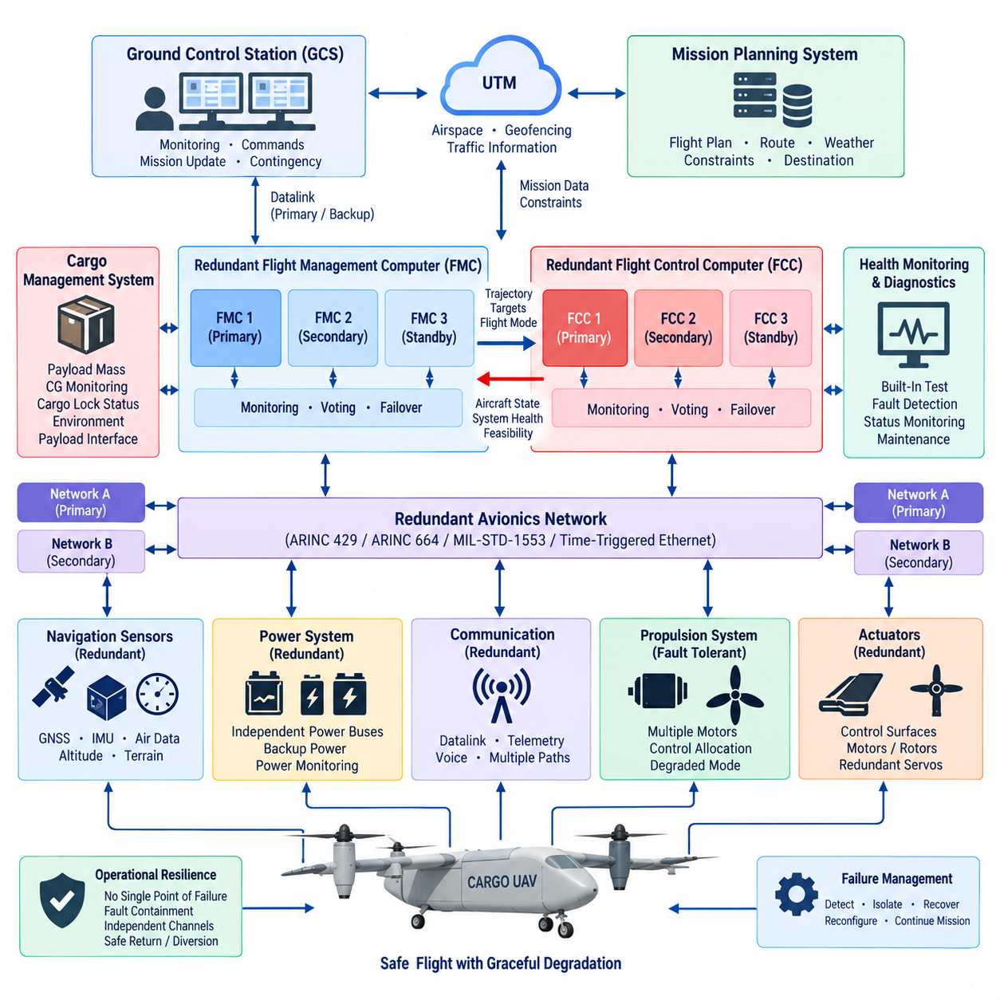 Ground Control Station (GCS)
Monitoring • Commands
Mission Update • Contingency
UTM
Airspace • Geofencing
Traffic Information
Mission Planning System
Flight Plan • Route • Weather
Constraints • Destination
Datalink
(Primary / Backup)
Mission Data
Constraints
Cargo
Management System
Payload Mass
CG Monitoring
Cargo Lock Status
Environment
Payload Interface
Redundant Flight Management Computer (FMC)
FMC 1
(Primary)
FMC 2
(Secondary)
FMC 3
(Standby)
Monitoring • Voting • Failover
Trajectory
Targets
Flight Mode
Aircraft State
System Health
Feasibility
Redundant Flight Control Computer (FCC)
FCC 1
(Primary)
FCC 2
(Secondary)
FCC 3
(Standby)
Monitoring • Voting • Failover
Health Monitoring
& Diagnostics
Built-In Test
Fault Detection
Status Monitoring
Maintenance
Network A
(Primary)
Network B
(Secondary)
Redundant Avionics Network
(ARINC 429 / ARINC 664 / MIL-STD-1553 / Time-Triggered Ethernet)
Network A
(Primary)
Network B
(Secondary)
Navigation Sensors
(Redundant)
GNSS • IMU • Air Data
Altitude • Terrain
Power System
(Redundant)
Independent Power Buses
Backup Power
Power Monitoring
Communication
(Redundant)
Datalink • Telemetry
Voice • Multiple Paths
Propulsion System
(Fault Tolerant)
Multiple Motors
Control Allocation
Degraded Mode
Actuators
(Redundant)
Control Surfaces
Motors / Rotors
Redundant Servos
Operational Resilience
No Single Point of Failure
Fault Containment
Independent Channels
Safe Return / Diversion
CARGO UAV
Failure Management
Detect • Isolate • Recover
Reconfigure • Continue Mission
Safe Flight with Graceful Degradation